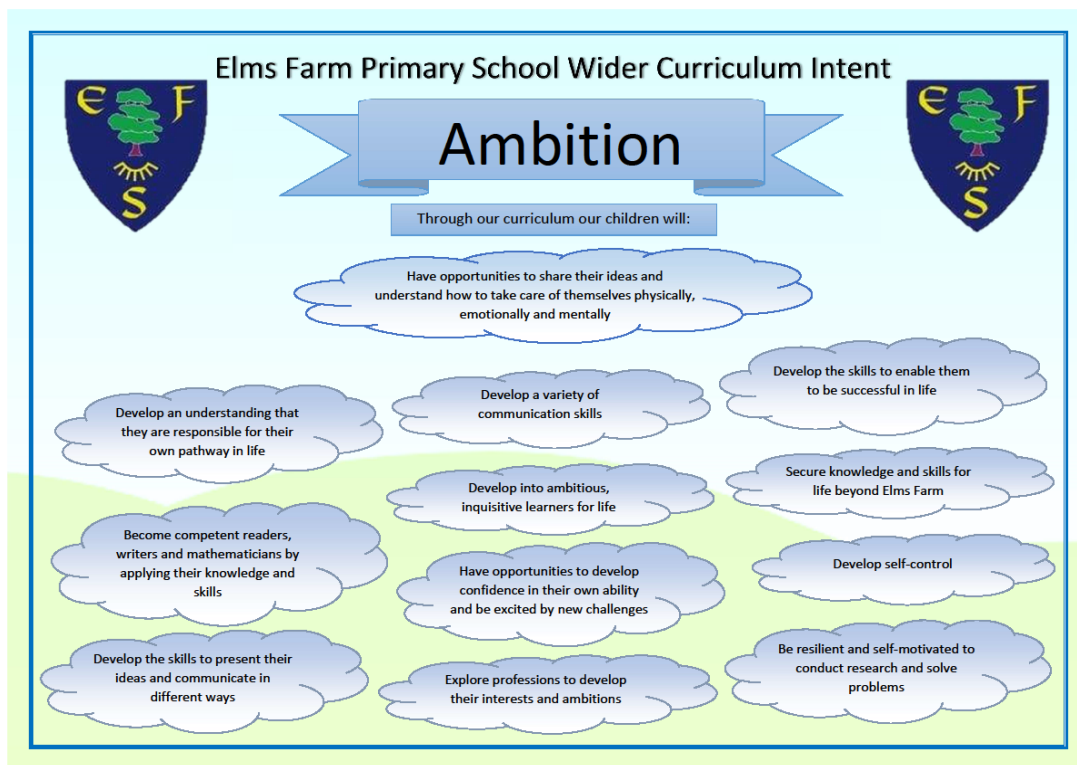 Elms Farm Primary School Wider Curriculum Intent
E F
S
E F
S
Ambition
Through our curriculum our children will:
Have opportunities to share their ideas and
understand how to take care of themselves physically,
emotionally and mentally
Develop an understanding that
they are responsible for their
own pathway in life
Become competent readers,
writers and mathematicians by
applying their knowledge and
skills
Develop the skills to present their
ideas and communicate in
different ways
Develop a variety of
communication skills
Develop into ambitious,
inquisitive learners for life
Have opportunities to develop
confidence in their own ability
and be excited by new challenges
Explore professions to develop
their interests and ambitions
Develop the skills to enable them
to be successful in life
Secure knowledge and skills for
life beyond Elms Farm
Develop self-control
Be resilient and self-motivated to
conduct research and solve
problems